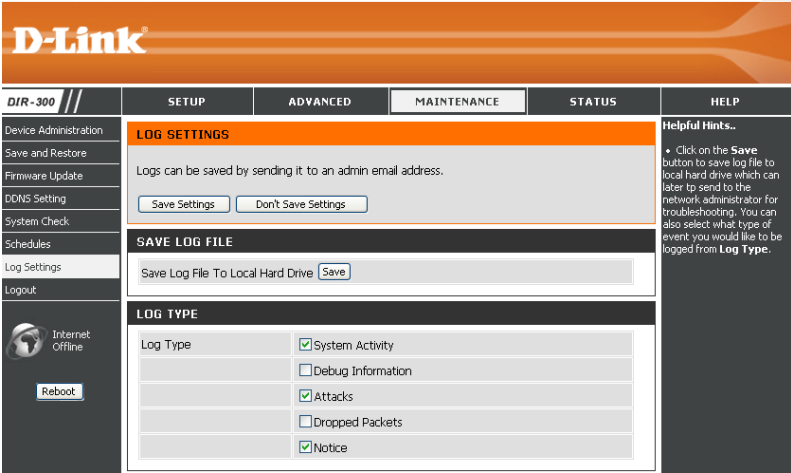 D-Link®
DIR-300 //
SETUP
ADVANCED
MAINTENANCE
STATUS
HELP
Device Administration
Save and Restore
Firmware Update
DDNS Setting
System Check
Schedules
Log Settings
Logout
Internet
Offline
Reboot
LOG SETTINGS
Logs can be saved by sending it to an admin email address.
Save Settings
Don't Save Settings
SAVE LOG FILE
Save Log File To Local Hard Drive Save
LOG TYPE
Log Type
System Activity
Debug Information
Attacks
Dropped Packets
Notice
Helpful Hints..
• Click on the Save
button to save log file to
local hard drive which can
later tp send to the
network administrator for
troubleshooting. You can
also select what type of
event you would like to be
logged from Log Type.